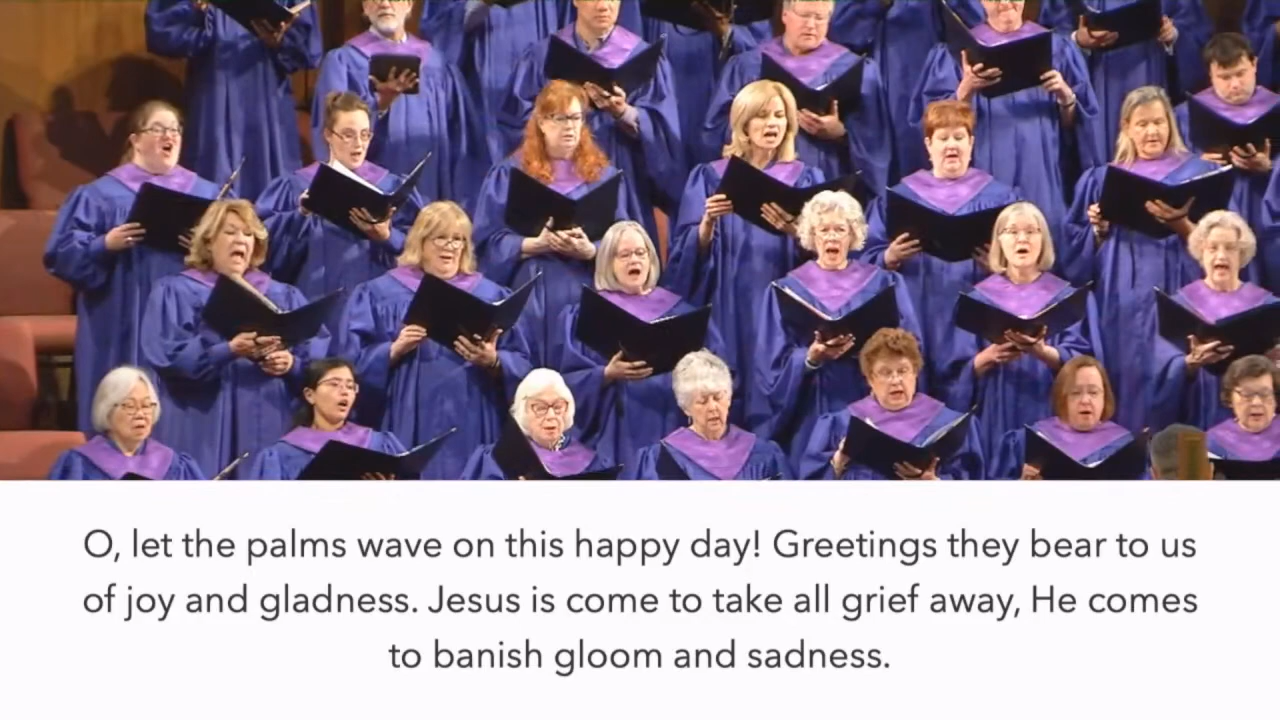 O, let the palms wave on this happy day! Greetings they bear to us
of joy and gladness. Jesus is come to take all grief away, He comes
to banish gloom and sadness.